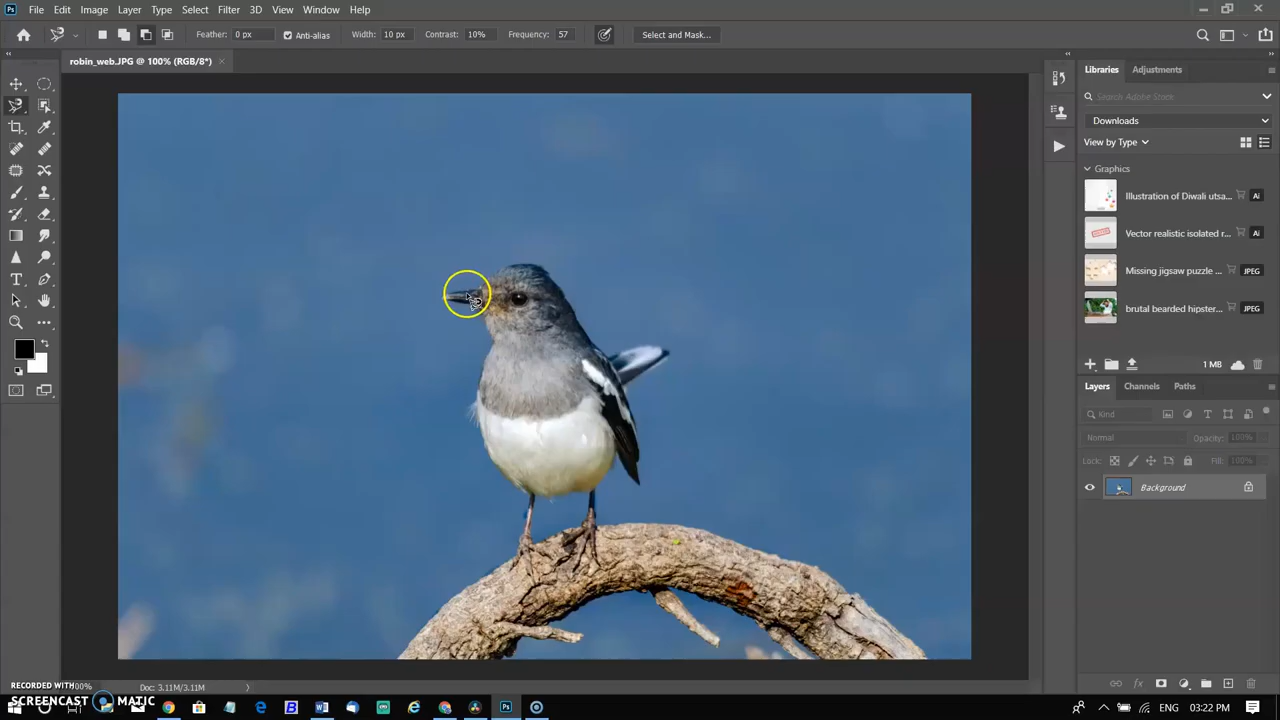 Ps File Edit Image Layer Type Select Filter 3D View Window Help
Feather: 0 px Anti-alias Width: 10 px Contrast: 10% Frequency: 57 Select and Mask...
robin_web.JPG @ 100% (RGB/8*)
Libraries Adjustments
Search Adobe Stock
Downloads
View by Type
Graphics
Illustration of Diwali utsa... Ai
Vector realistic isolated r... Ai
Missing jigsaw puzzle ... JPEG
brutal bearded hipster... JPEG
1 MB
Layers Channels Paths
Kind
Normal Opacity: 100%
Lock: Fill: 100%
Background
RECORDED WITH
00% Doc: 3.11M/3.11M
SCREENCAST MATIC
03:22 PM